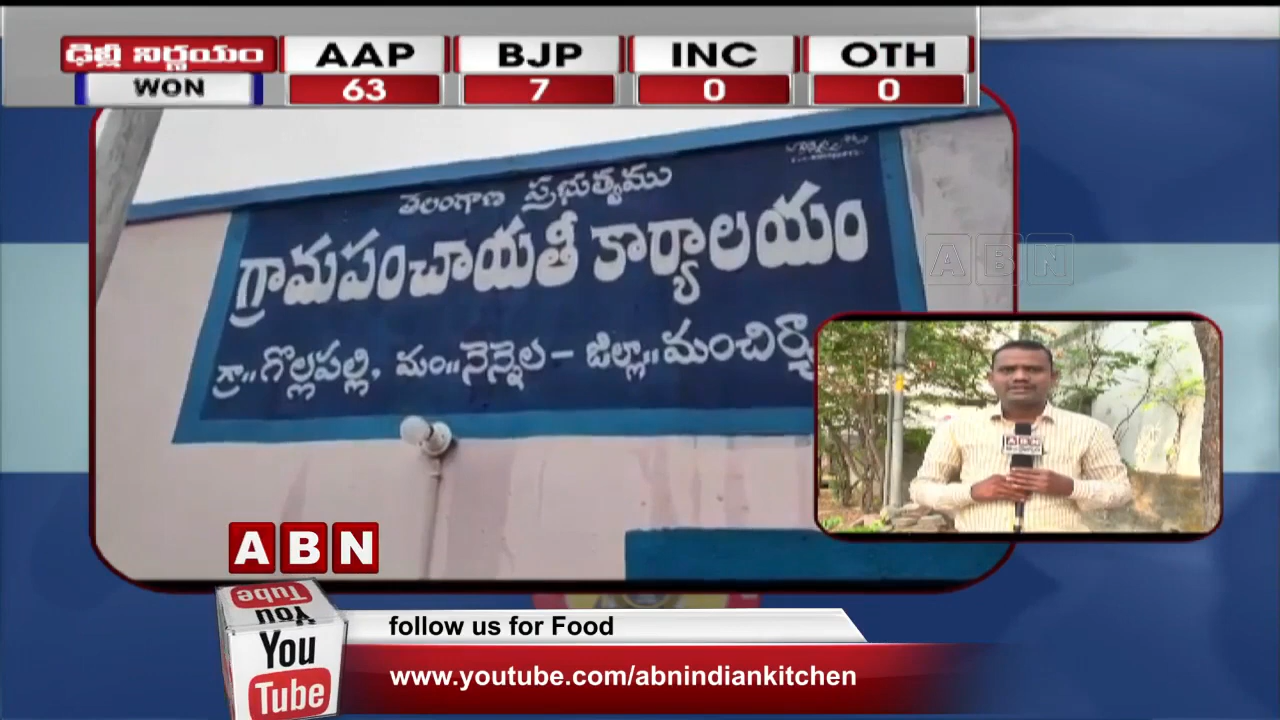 ఢిల్లీ నిర్ణయం AAP BJP INC OTH
WON 63 7 0 0
తెలంగాణ ప్రభుత్వము
గ్రామపంచాయతీ కార్యాలయం
గ్రా,,గొల్లపల్లి, మం,,నెన్నెల - జిల్లా,,మంచిర్యా
ABN
ABN
ABN
You
Tube
You
Tube
follow us for Food
www.youtube.com/abnindiankitchen